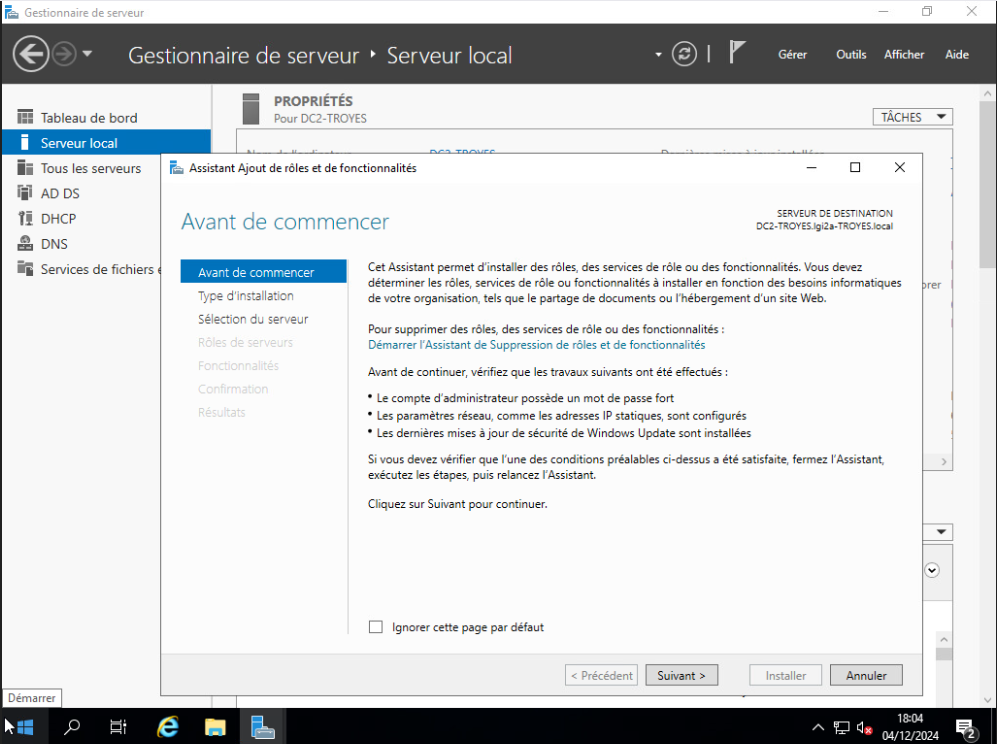 Gestionnaire de serveur
Gestionnaire de serveur ‣ Serveur local
Gérer
Outils
Afficher
Aide
Tableau de bord
Serveur local
Tous les serveurs
AD DS
DHCP
DNS
Services de fichiers
PROPRIÉTÉS
Pour DC2-TROYES
TÂCHES
DC2-TROYES
Assistant Ajout de rôles et de fonctionnalités
Avant de commencer
SERVEUR DE DESTINATION
DC2-TROYES.lgi2a-TROYES.local
Avant de commencer
Type d'installation
Sélection du serveur
Rôles de serveurs
Fonctionnalités
Confirmation
Résultats
Cet Assistant permet d'installer des rôles, des services de rôle ou des fonctionnalités. Vous devez
déterminer les rôles, services de rôle ou fonctionnalités à installer en fonction des besoins informatiques
de votre organisation, tels que le partage de documents ou l'hébergement d'un site Web.
Pour supprimer des rôles, des services de rôle ou des fonctionnalités :
Démarrer l'Assistant de Suppression de rôles et de fonctionnalités
Avant de continuer, vérifiez que les travaux suivants ont été effectués :
• Le compte d'administrateur possède un mot de passe fort
• Les paramètres réseau, comme les adresses IP statiques, sont configurés
• Les dernières mises à jour de sécurité de Windows Update sont installées
Si vous devez vérifier que l'une des conditions préalables ci-dessus a été satisfaite, fermez l'Assistant,
exécutez les étapes, puis relancez l'Assistant.
Cliquez sur Suivant pour continuer.
Ignorer cette page par défaut
< Précédent
Suivant >
Installer
Annuler
Démarrer
18:04
04/12/2024
2